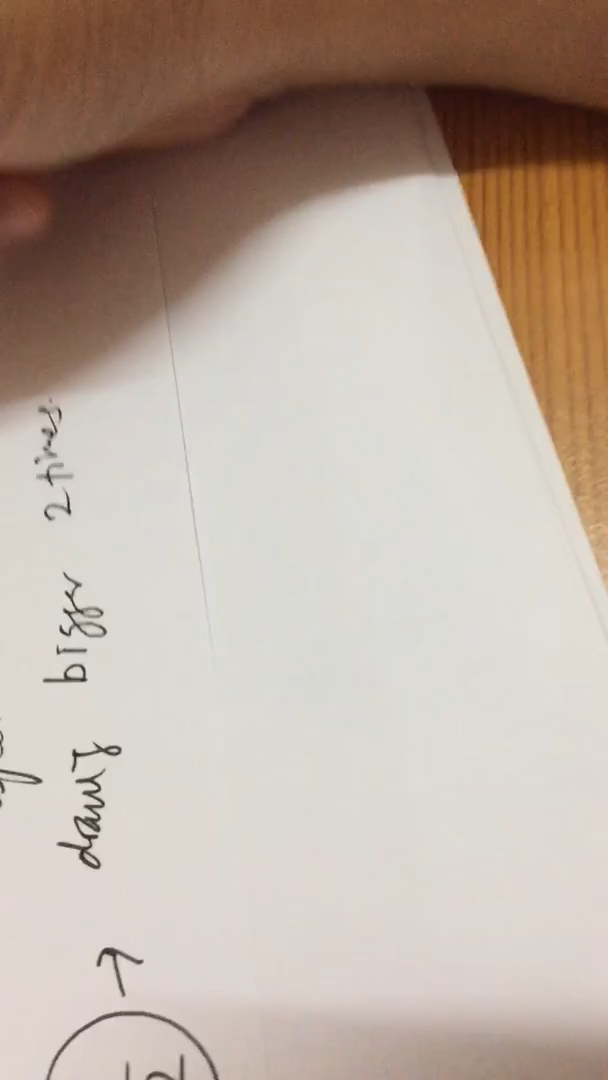 → drawing bigger 2 times.